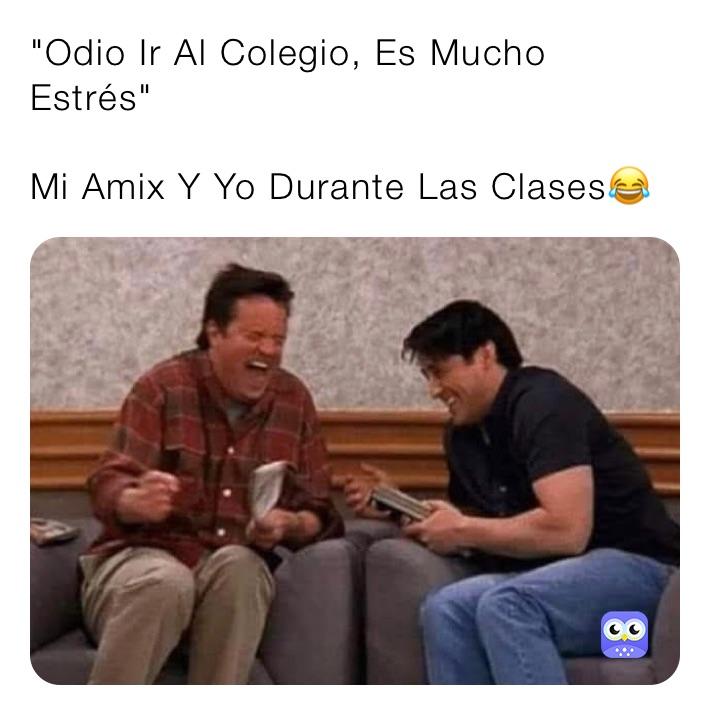 "Odio Ir Al Colegio, Es Mucho
Estrés"
Mi Amix Y Yo Durante Las Clases😂